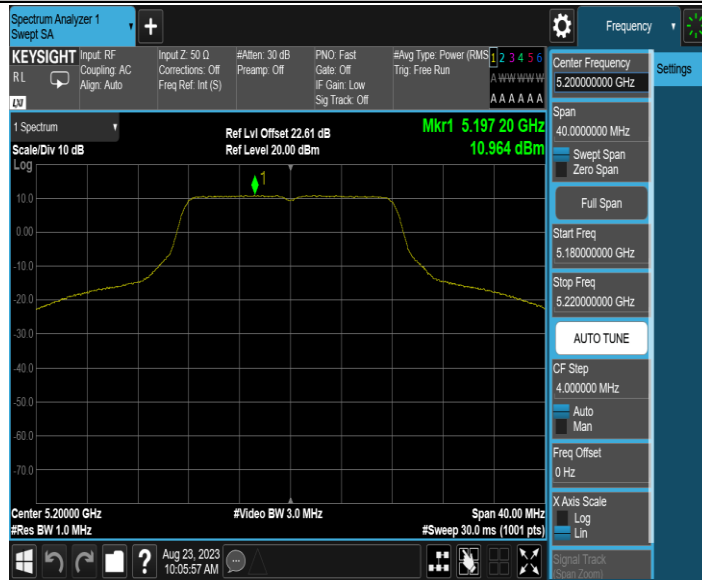 Spectrum Analyzer 1
Swept SA
+
Frequency
KEYSIGHT
RL
LXI
Input: RF
Coupling: AC
Align: Auto
Input Z: 50 Ω
Corrections: Off
Freq Ref: Int (S)
#Atten: 30 dB
Preamp: Off
PNO: Fast
Gate: Off
IF Gain: Low
Sig Track: Off
#Avg Type: Power (RMS
Trig: Free Run
1 2 3 4 5 6
A W W W W W
A A A A A A
1 Spectrum
Scale/Div 10 dB
Log
Ref Lvl Offset 22.61 dB
Ref Level 20.00 dBm
Mkr1 5.197 20 GHz
10.964 dBm
1
10.0
0.00
-10.0
-20.0
-30.0
-40.0
-50.0
-60.0
-70.0
Center 5.20000 GHz
#Res BW 1.0 MHz
#Video BW 3.0 MHz
Span 40.00 MHz
#Sweep 30.0 ms (1001 pts)
Aug 23, 2023
10:05:57 AM
?
Center Frequency
5.200000000 GHz
Settings
Span
40.0000000 MHz
Swept Span
Zero Span
Full Span
Start Freq
5.180000000 GHz
Stop Freq
5.220000000 GHz
AUTO TUNE
CF Step
4.000000 MHz
Auto
Man
Freq Offset
0 Hz
X Axis Scale
Log
Lin
Signal Track
(Span Zoom)